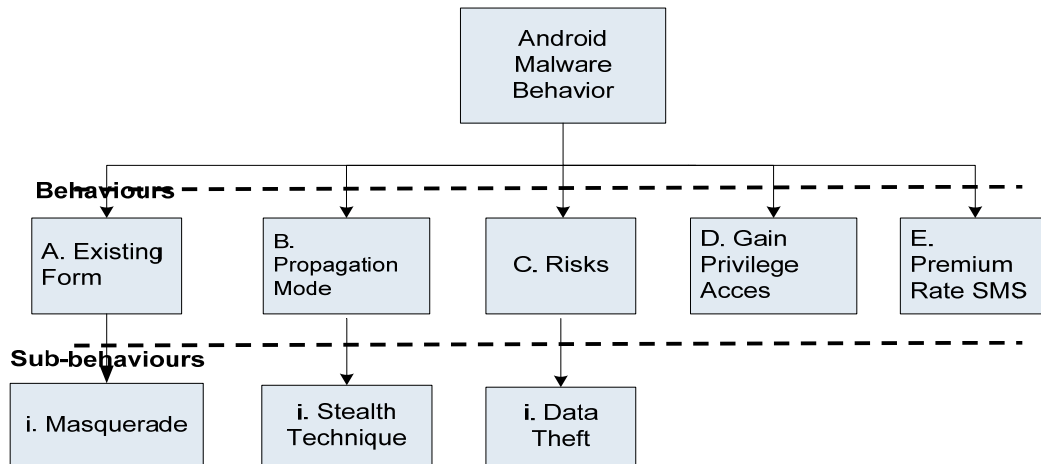 Android
Malware
Behavior
Behaviours
A. Existing
Form
B.
Propagation
Mode
C. Risks
D. Gain
Privilege
Acces
E.
Premium
Rate SMS
Sub-behaviours
i. Masquerade
i. Stealth
Technique
i. Data
Theft